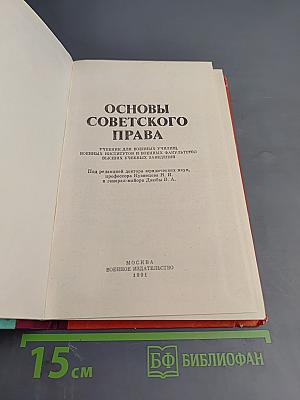 ОСНОВЫ
СОВЕТСКОГО
ПРАВА
УЧЕБНИК ДЛЯ ВОЕННЫХ УЧИЛИЩ,
ВОЕННЫХ ИНСТИТУТОВ И ВОЕННЫХ ФАКУЛЬТЕТОВ
ВЫСШИХ УЧЕБНЫХ ЗАВЕДЕНИЙ
Под редакцией доктора юридических наук,
профессора Кузнецова Н. И.
и генерал-майора В. А.
МОСКВА
ВОЕННОЕ ИЗДАТЕЛЬСТВО
1991
15 см
БФ БИБЛИОФАН